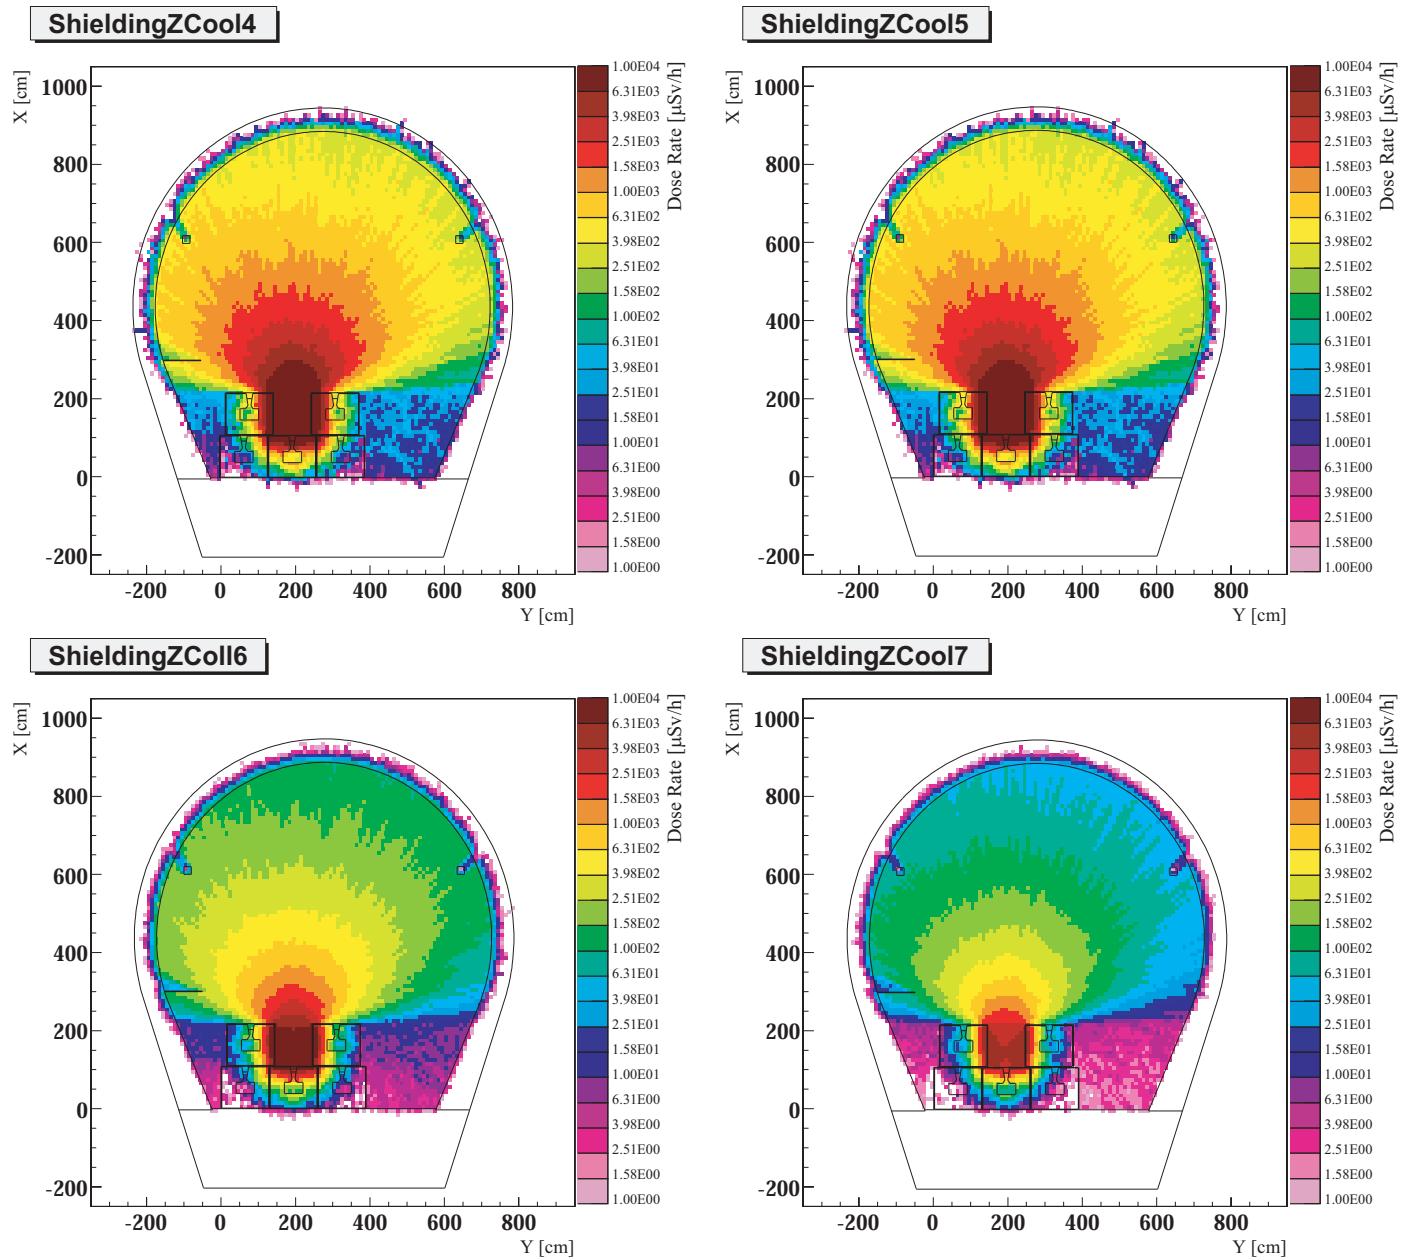 ShieldingZCool4
X [cm]
1000
800
600
400
200
0
-200
-200 0 200 400 600 800
Y [cm]
1.00E04
6.31E03
3.98E03
2.51E03
1.58E03
1.00E03
6.31E02
3.98E02
2.51E02
1.58E02
1.00E02
6.31E01
3.98E01
2.51E01
1.58E01
1.00E01
6.31E00
3.98E00
2.51E00
1.58E00
1.00E00
Dose Rate [µSv/h]
ShieldingZCool5
X [cm]
1000
800
600
400
200
0
-200
-200 0 200 400 600 800
Y [cm]
1.00E04
6.31E03
3.98E03
2.51E03
1.58E03
1.00E03
6.31E02
3.98E02
2.51E02
1.58E02
1.00E02
6.31E01
3.98E01
2.51E01
1.58E01
1.00E01
6.31E00
3.98E00
2.51E00
1.58E00
1.00E00
Dose Rate [µSv/h]
ShieldingZColl6
X [cm]
1000
800
600
400
200
0
-200
-200 0 200 400 600 800
Y [cm]
1.00E04
6.31E03
3.98E03
2.51E03
1.58E03
1.00E03
6.31E02
3.98E02
2.51E02
1.58E02
1.00E02
6.31E01
3.98E01
2.51E01
1.58E01
1.00E01
6.31E00
3.98E00
2.51E00
1.58E00
1.00E00
Dose Rate [µSv/h]
ShieldingZCool7
X [cm]
1000
800
600
400
200
0
-200
-200 0 200 400 600 800
Y [cm]
1.00E04
6.31E03
3.98E03
2.51E03
1.58E03
1.00E03
6.31E02
3.98E02
2.51E02
1.58E02
1.00E02
6.31E01
3.98E01
2.51E01
1.58E01
1.00E01
6.31E00
3.98E00
2.51E00
1.58E00
1.00E00
Dose Rate [µSv/h]